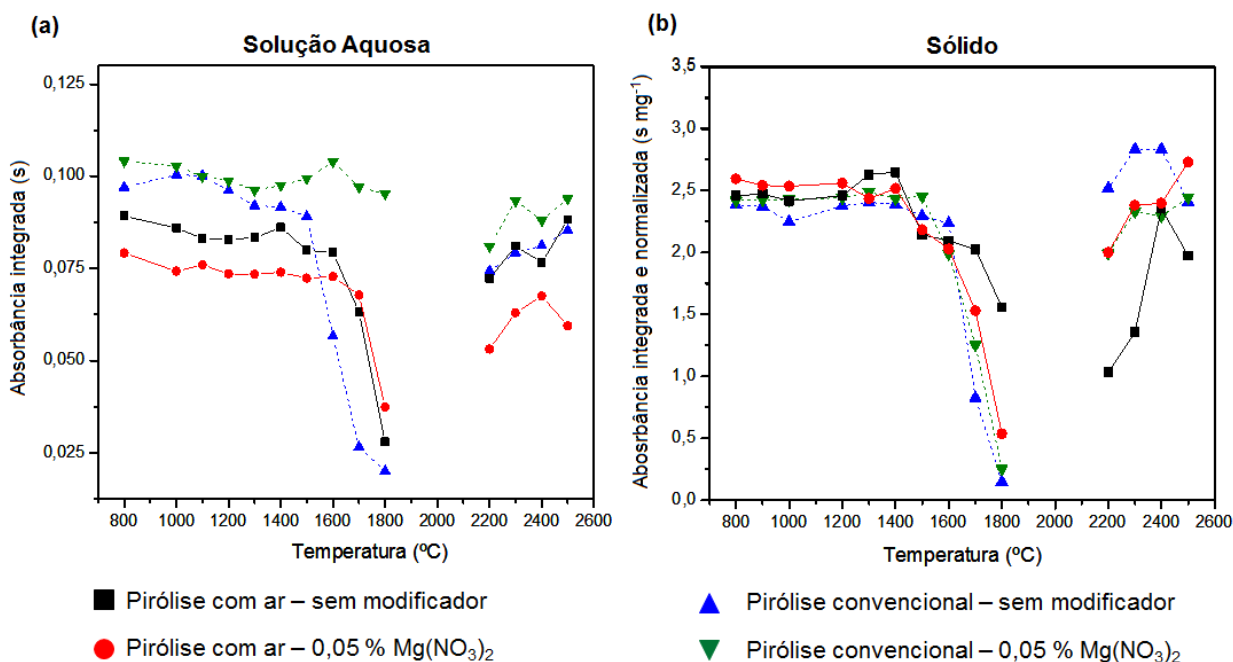 (a)
Solução Aquosa
0,125
0,100
0,075
0,050
0,025
Absorbância integrada (s)
800 1000 1200 1400 1600 1800 2000 2200 2400 2600
Temperatura (ºC)
(b)
Sólido
3,5
3,0
2,5
2,0
1,5
1,0
0,5
0,0
Abosrbância integrada e normalizada (s mg⁻¹)
800 1000 1200 1400 1600 1800 2000 2200 2400 2600
Temperatura (ºC)
Pirólise com ar – sem modificador
Pirólise com ar – 0,05 % Mg(NO₃)₂
Pirólise convencional – sem modificador
Pirólise convencional – 0,05 % Mg(NO₃)₂